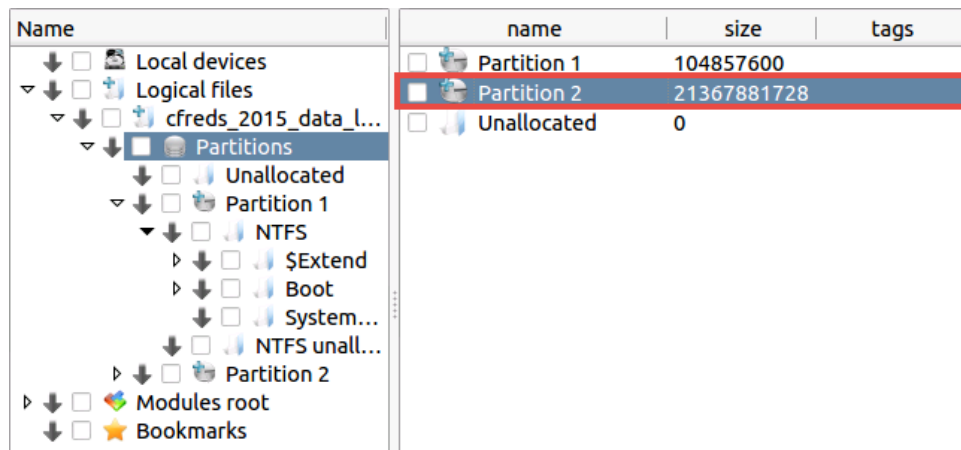 Name
Local devices
Logical files
cfreds_2015_data_l...
Partitions
Unallocated
Partition 1
NTFS
$Extend
Boot
System...
NTFS unall...
Partition 2
Modules root
Bookmarks
name size tags
Partition 1 104857600
Partition 2 21367881728
Unallocated 0